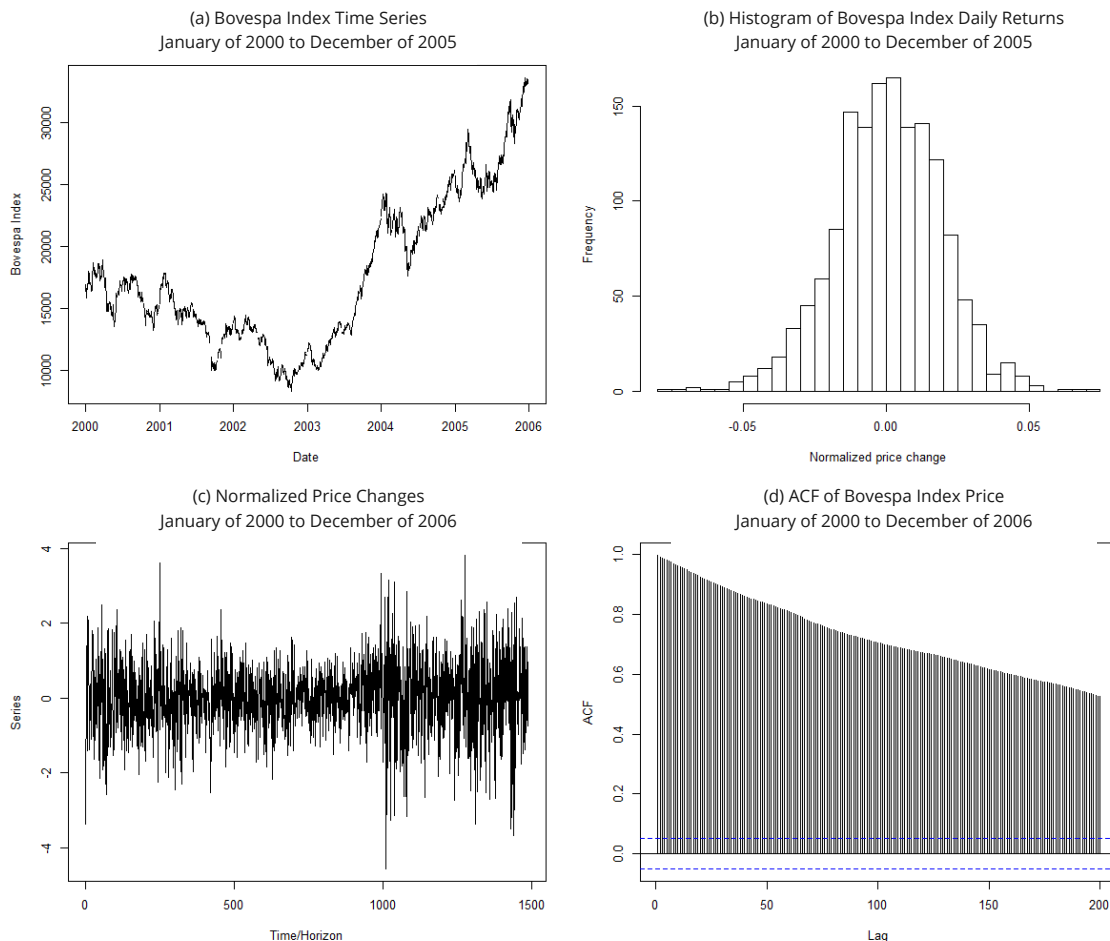 (a) Bovespa Index Time Series
January of 2000 to December of 2005
Bovespa Index
30000
25000
20000
15000
10000
2000 2001 2002 2003 2004 2005 2006
Date
(b) Histogram of Bovespa Index Daily Returns
January of 2000 to December of 2005
Frequency
150
100
50
0
-0.05 0.00 0.05
Normalized price change
(c) Normalized Price Changes
January of 2000 to December of 2006
Series
4
2
0
-2
-4
0 500 1000 1500
Time/Horizon
(d) ACF of Bovespa Index Price
January of 2000 to December of 2006
ACF
1.0
0.8
0.6
0.4
0.2
0.0
0 50 100 150 200
Lag